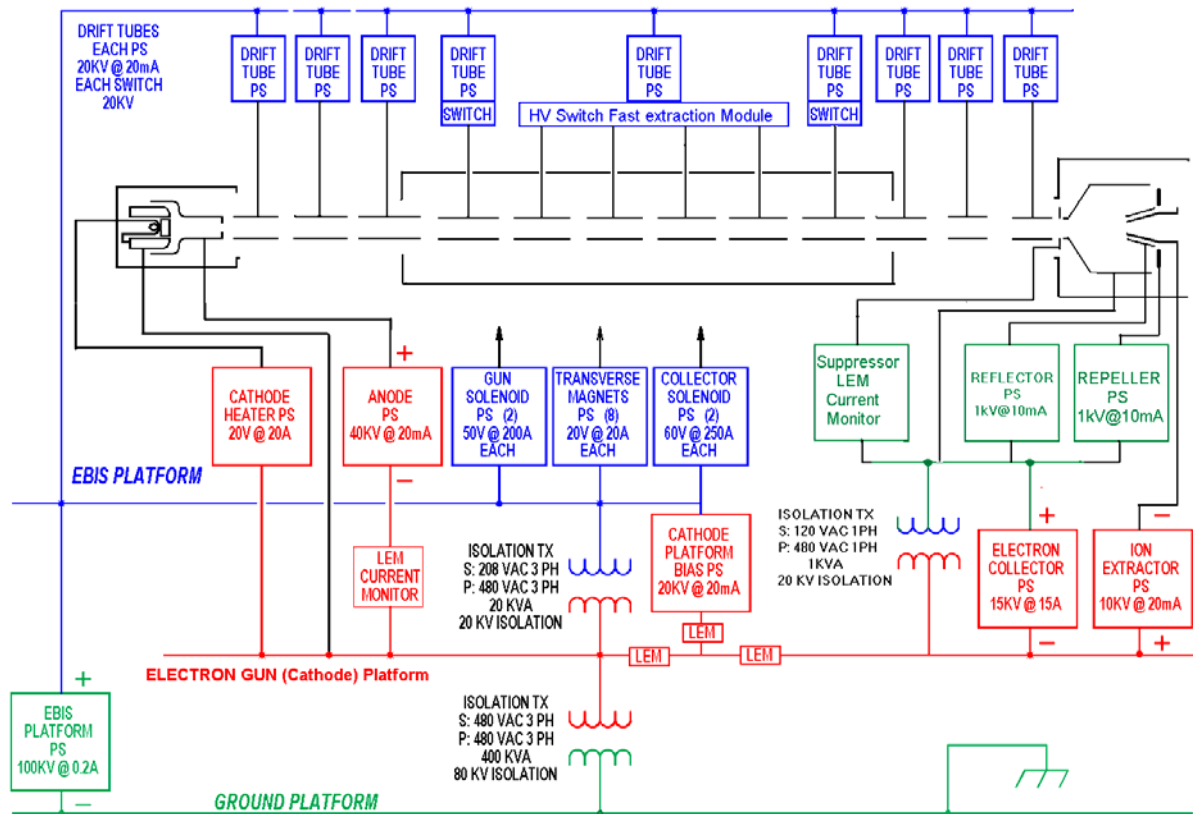 DRIFT TUBES
EACH PS
20KV @ 20mA
EACH SWITCH
20KV
DRIFT
TUBE
PS
DRIFT
TUBE
PS
DRIFT
TUBE
PS
DRIFT
TUBE
PS
SWITCH
DRIFT
TUBE
PS
HV Switch Fast extraction Module
DRIFT
TUBE
PS
SWITCH
DRIFT
TUBE
PS
DRIFT
TUBE
PS
DRIFT
TUBE
PS
CATHODE
HEATER PS
20V @ 20A
+
ANODE
PS
40KV @ 20mA
−
GUN
SOLENOID
PS (2)
50V @ 200A
EACH
TRANSVERSE
MAGNETS
PS (8)
20V @ 20A
EACH
COLLECTOR
SOLENOID
PS (2)
60V @ 250A
EACH
Suppressor
LEM
Current
Monitor
REFLECTOR
PS
1kV@10mA
REPELLER
PS
1kV@10mA
EBIS PLATFORM
LEM
CURRENT
MONITOR
ISOLATION TX
S: 208 VAC 3 PH
P: 480 VAC 3 PH
20 KVA
20 KV ISOLATION
CATHODE
PLATFORM
BIAS PS
20KV @ 20mA
LEM
LEM
LEM
ISOLATION TX
S: 120 VAC 1PH
P: 480 VAC 1PH
1KVA
20 KV ISOLATION
+
ELECTRON
COLLECTOR
PS
15KV @ 15A
−
−
ION
EXTRACTOR
PS
10KV @ 20mA
+
ELECTRON GUN (Cathode) Platform
+
EBIS
PLATFORM
PS
100KV @ 0.2A
−
ISOLATION TX
S: 480 VAC 3 PH
P: 480 VAC 3 PH
400 KVA
80 KV ISOLATION
GROUND PLATFORM